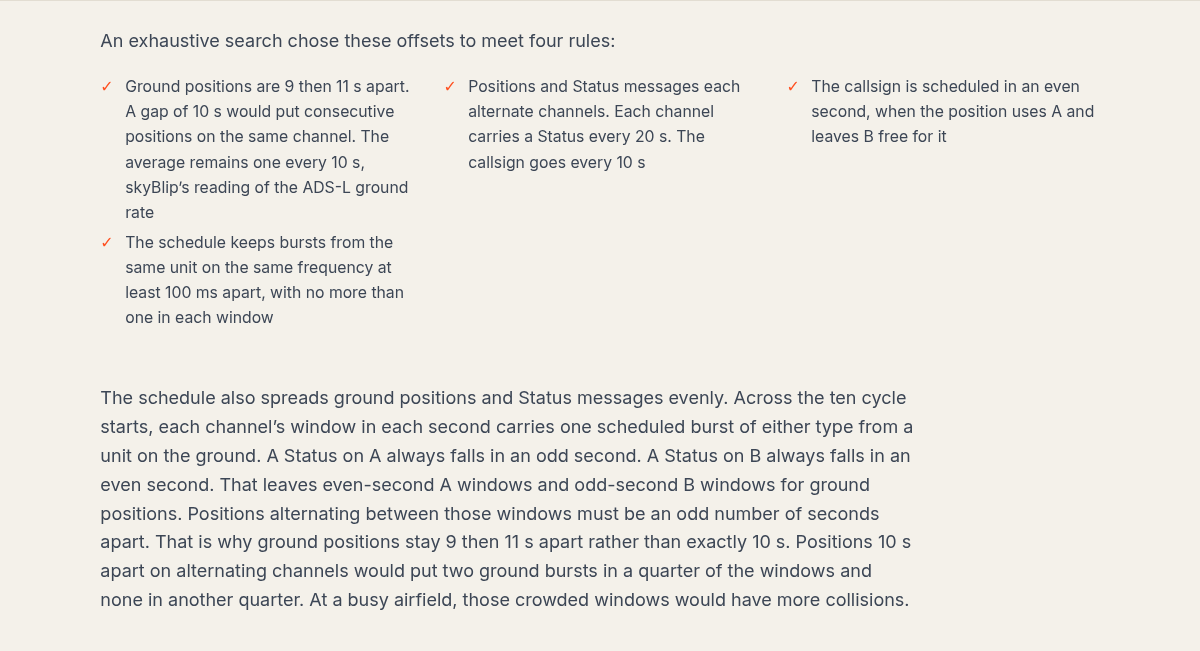 An exhaustive search chose these offsets to meet four rules:
✓ Ground positions are 9 then 11 s apart.
A gap of 10 s would put consecutive
positions on the same channel. The
average remains one every 10 s,
skyBlip’s reading of the ADS-L ground
rate
✓ Positions and Status messages each
alternate channels. Each channel
carries a Status every 20 s. The
callsign goes every 10 s
✓ The callsign is scheduled in an even
second, when the position uses A and
leaves B free for it
✓ The schedule keeps bursts from the
same unit on the same frequency at
least 100 ms apart, with no more than
one in each window
The schedule also spreads ground positions and Status messages evenly. Across the ten cycle
starts, each channel’s window in each second carries one scheduled burst of either type from a
unit on the ground. A Status on A always falls in an odd second. A Status on B always falls in an
even second. That leaves even-second A windows and odd-second B windows for ground
positions. Positions alternating between those windows must be an odd number of seconds
apart. That is why ground positions stay 9 then 11 s apart rather than exactly 10 s. Positions 10 s
apart on alternating channels would put two ground bursts in a quarter of the windows and
none in another quarter. At a busy airfield, those crowded windows would have more collisions.